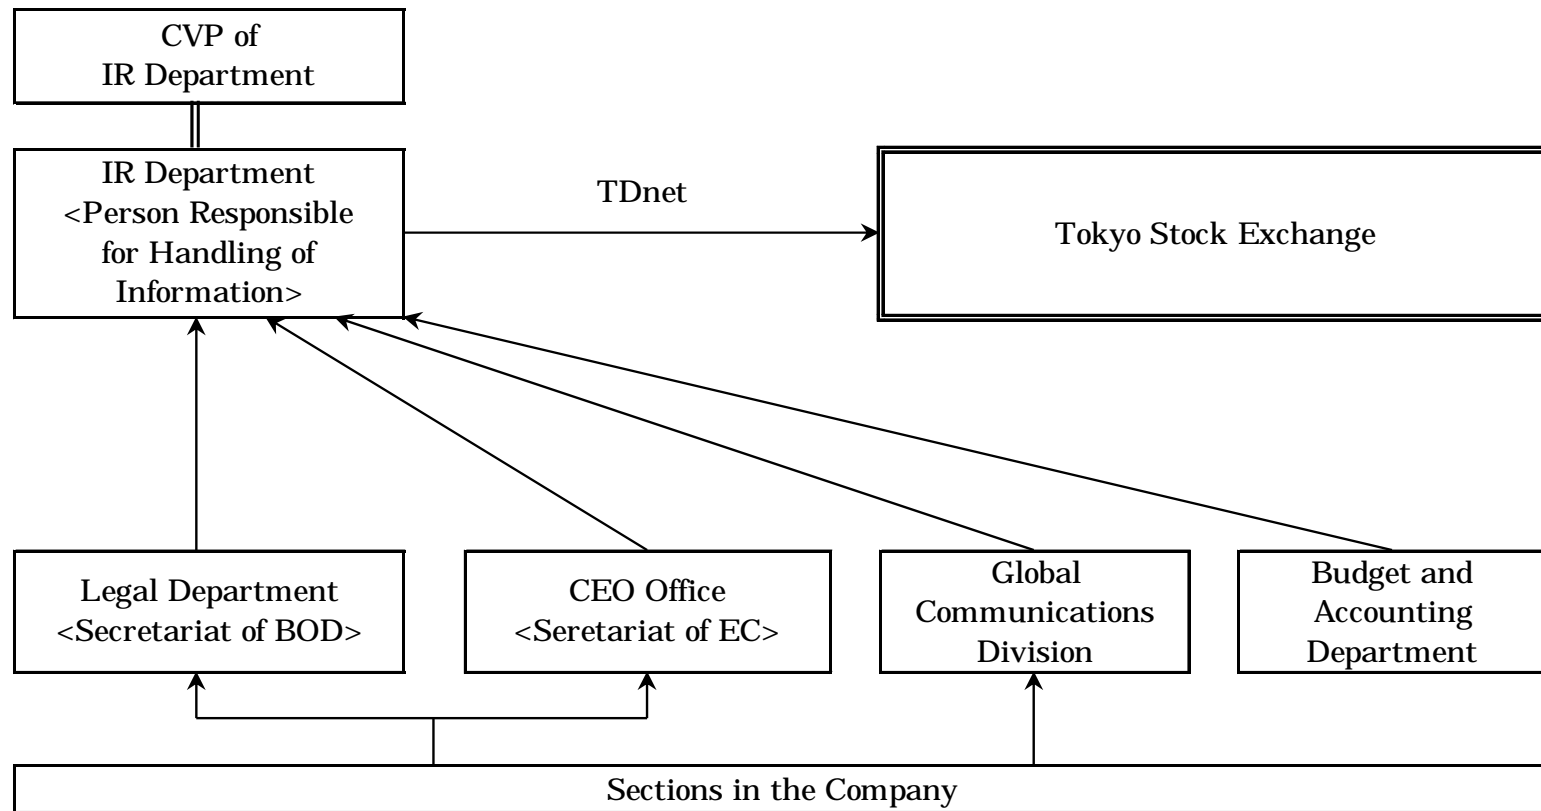 CVP of
IR Department
IR Department
<Person Responsible
for Handling of
Information>
TDnet
Tokyo Stock Exchange
Legal Department
<Secretariat of BOD>
CEO Office
<Seretariat of EC>
Global
Communications
Division
Budget and
Accounting
Department
Sections in the Company